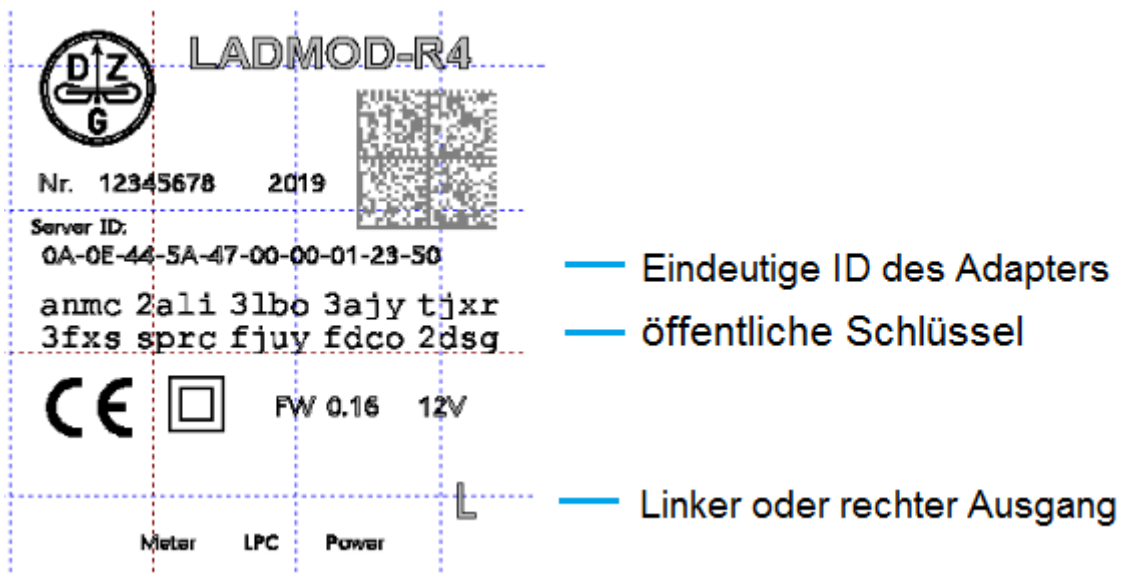 D Z G
LADMOD-R4
Nr. 12345678 2019
Server ID:
0A-0E-44-5A-47-00-00-01-23-50
Eindeutige ID des Adapters
anmc 2ali 3lbo 3ajy tjxr
3fxs sprc fjuy fdco 2dsg
öffentliche Schlüssel
CE FW 0.16 12V
L
Linker oder rechter Ausgang
Meter LPC Power